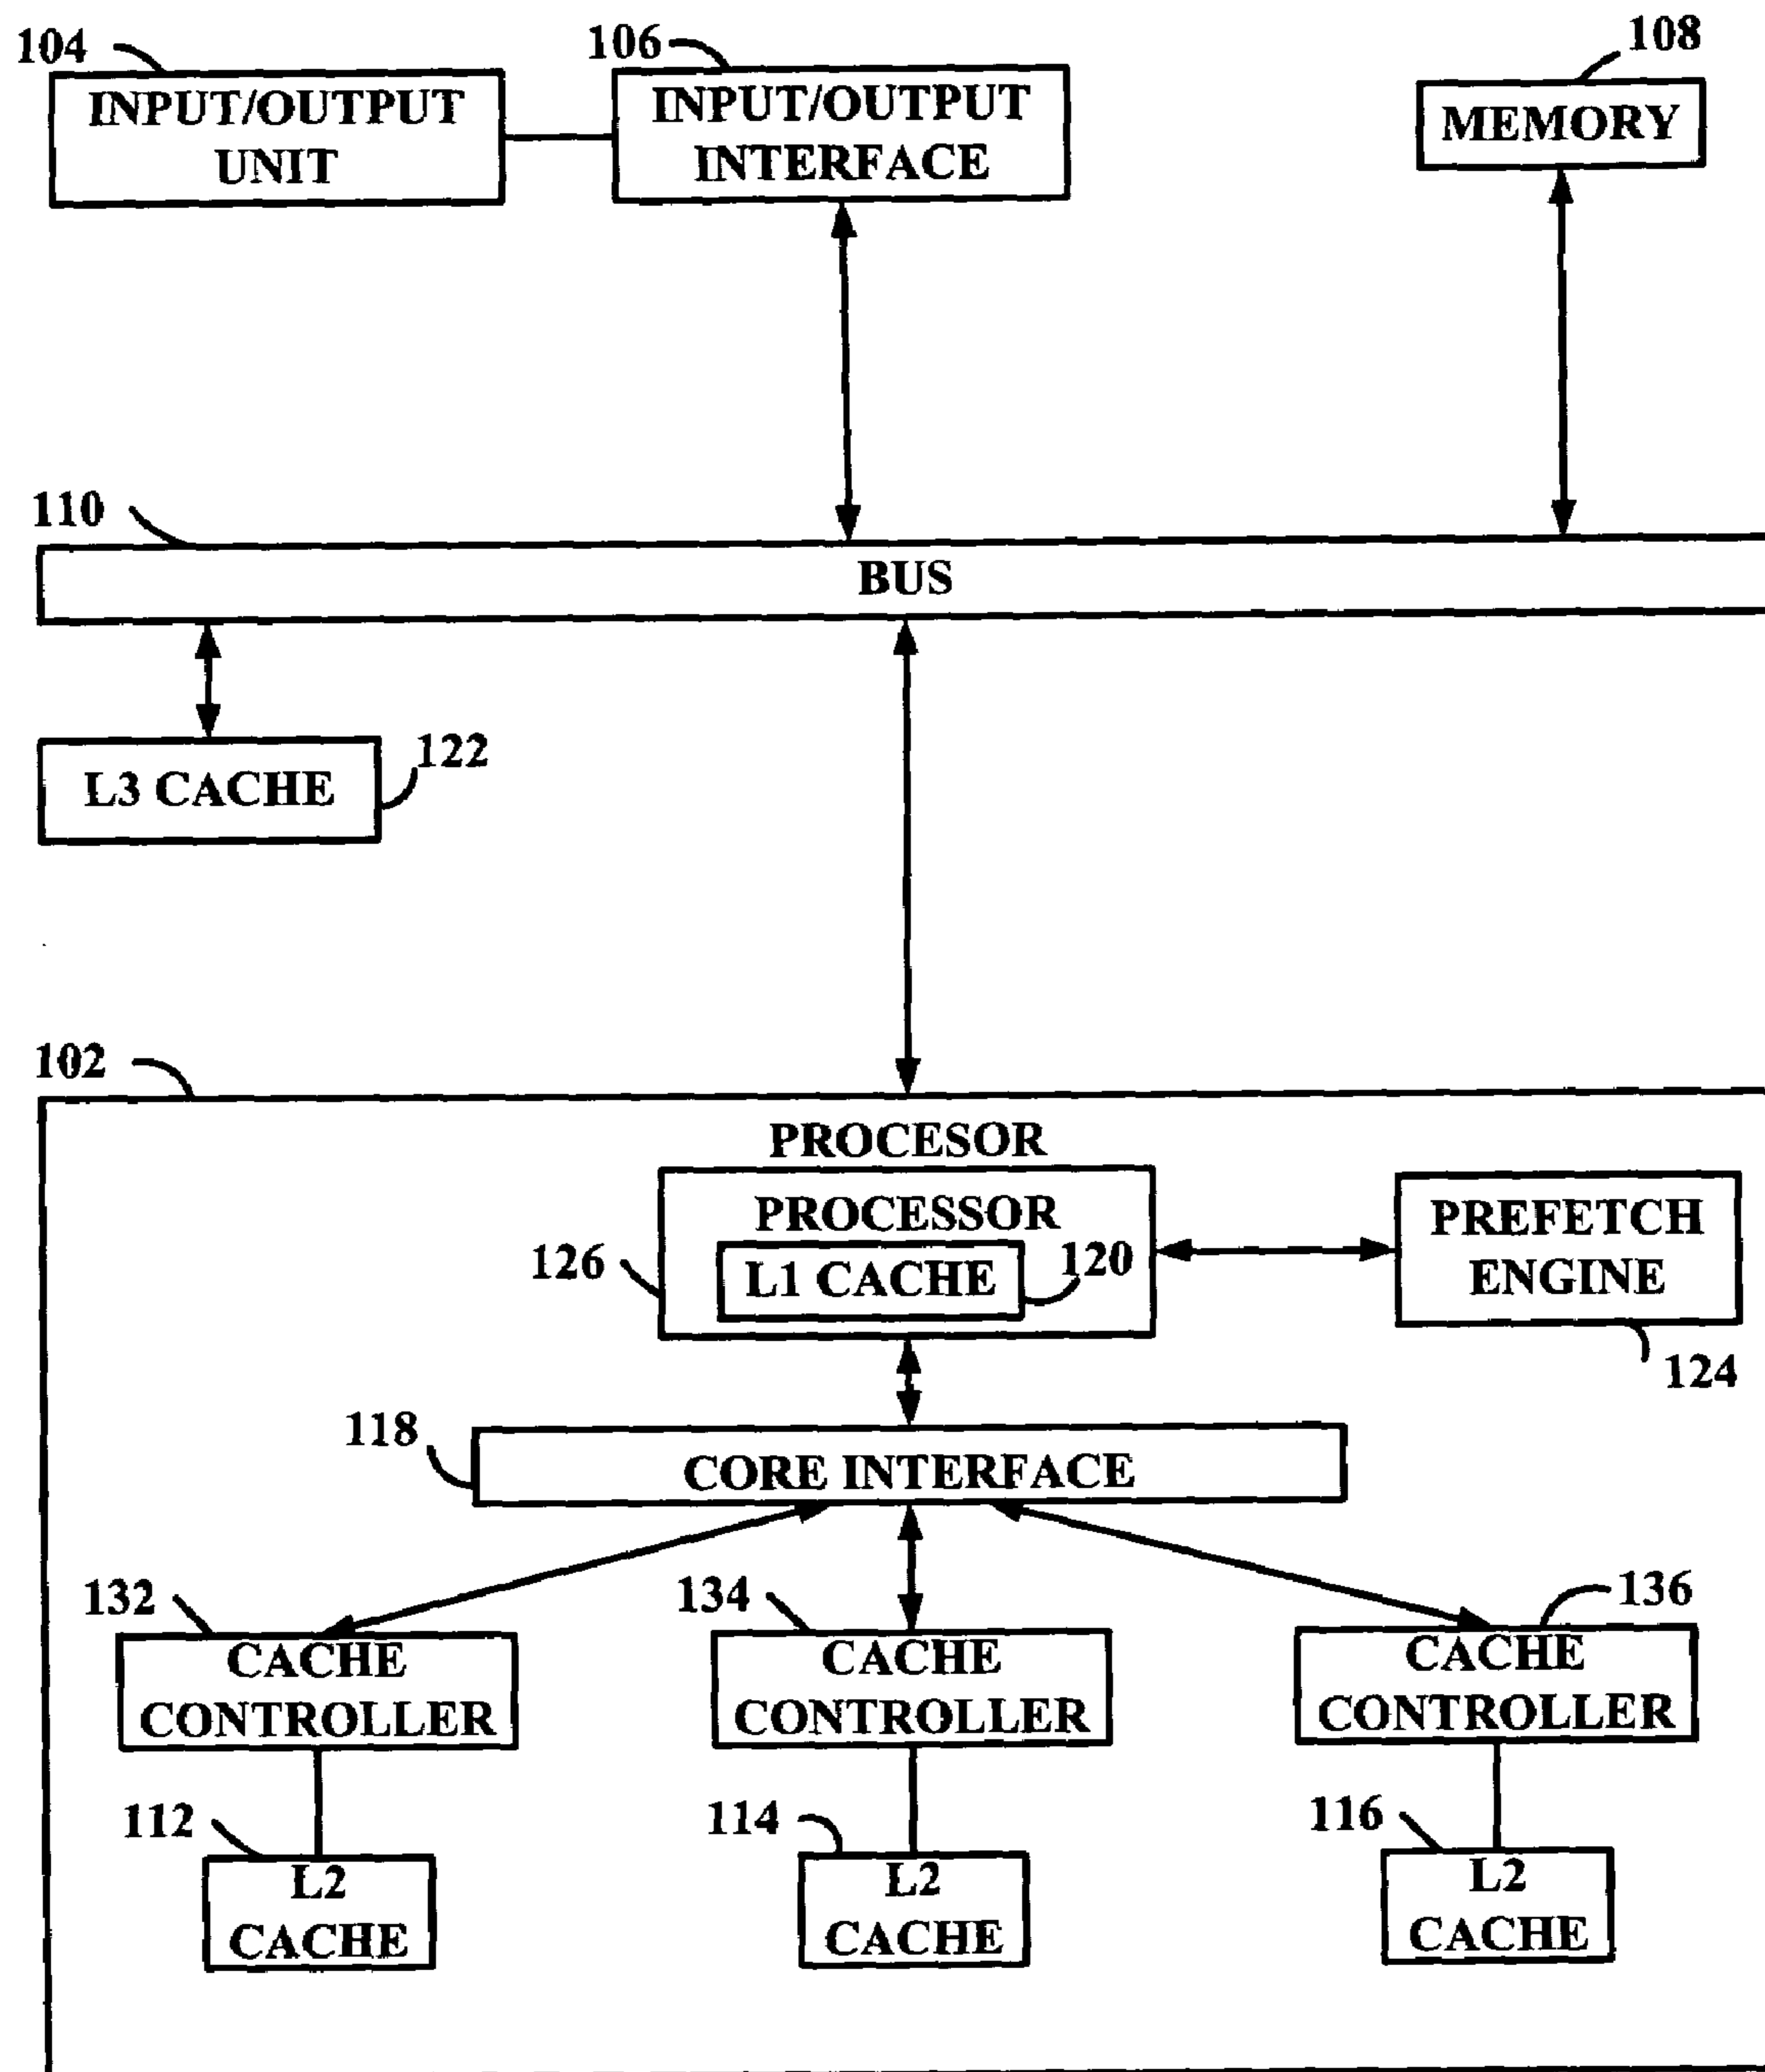 104
106
108
INPUT/OUTPUT
UNIT
INPUT/OUTPUT
INTERFACE
MEMORY
110
BUS
L3 CACHE
122
102
PROCESOR
PROCESSOR
L1 CACHE
126
120
PREFETCH
ENGINE
124
118
CORE INTERFACE
132
134
136
CACHE
CONTROLLER
CACHE
CONTROLLER
CACHE
CONTROLLER
112
114
116
L2
CACHE
L2
CACHE
L2
CACHE